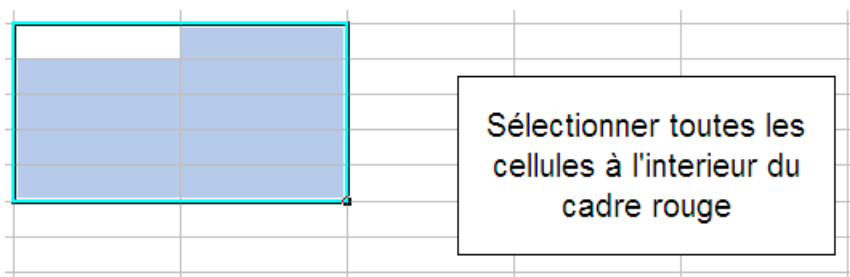 Sélectionner toutes les
cellules à l'interieur du
cadre rouge